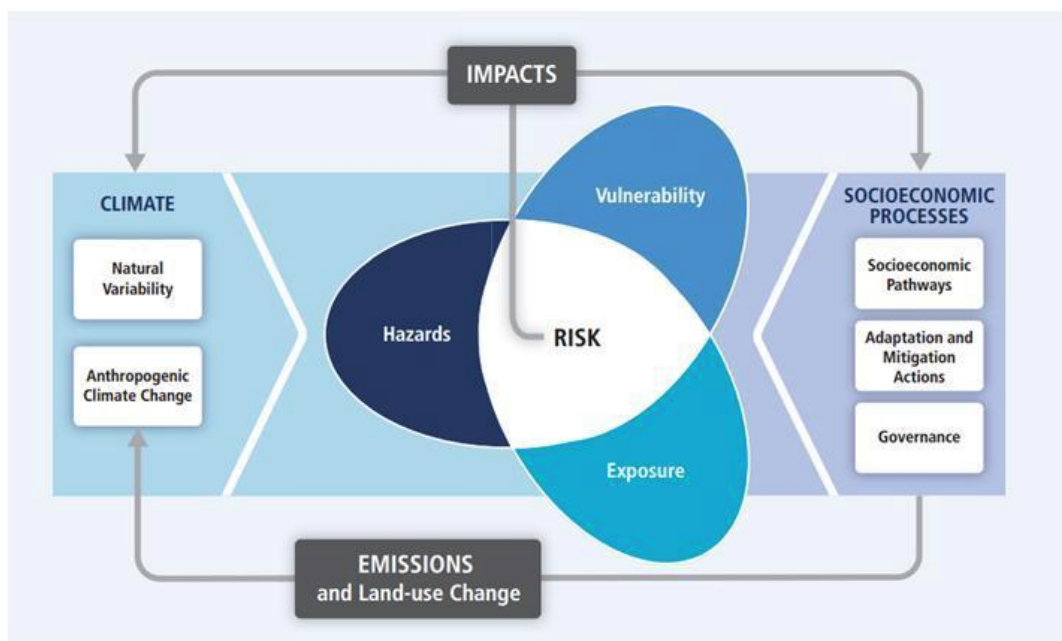 IMPACTS
CLIMATE
Natural
Variability
Anthropogenic
Climate Change
Vulnerability
Hazards
RISK
Exposure
SOCIOECONOMIC
PROCESSES
Socioeconomic
Pathways
Adaptation and
Mitigation
Actions
Governance
EMISSIONS
and Land-use Change